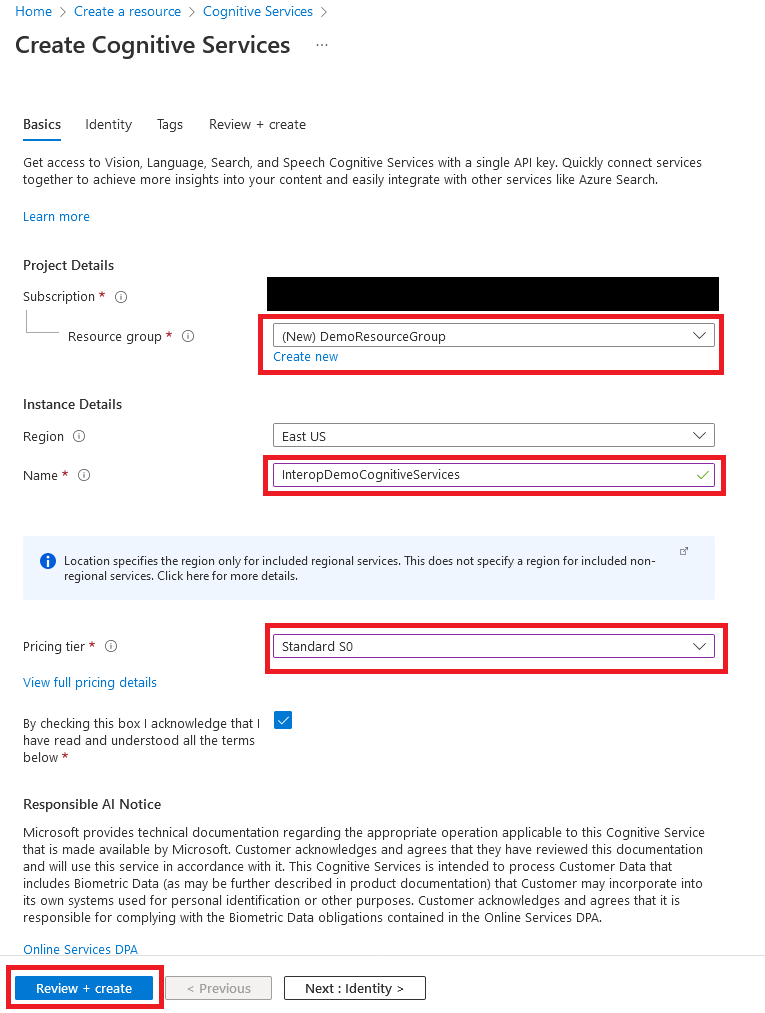 Home > Create a resource > Cognitive Services >
Create Cognitive Services ...
Basics Identity Tags Review + create
Get access to Vision, Language, Search, and Speech Cognitive Services with a single API key. Quickly connect services
together to achieve more insights into your content and easily integrate with other services like Azure Search.
Learn more
Project Details
Subscription *
Resource group * (New) DemoResourceGroup
Create new
Instance Details
Region East US
Name * InteropDemoCognitiveServices
Location specifies the region only for included regional services. This does not specify a region for included non-
regional services. Click here for more details.
Pricing tier * Standard S0
View full pricing details
By checking this box I acknowledge that I
have read and understood all the terms
below *
Responsible AI Notice
Microsoft provides technical documentation regarding the appropriate operation applicable to this Cognitive Service
that is made available by Microsoft. Customer acknowledges and agrees that they have reviewed this documentation
and will use this service in accordance with it. This Cognitive Services is intended to process Customer Data that
includes Biometric Data (as may be further described in product documentation) that Customer may incorporate into
its own systems used for personal identification or other purposes. Customer acknowledges and agrees that it is
responsible for complying with the Biometric Data obligations contained in the Online Services DPA.
Online Services DPA
Review + create < Previous Next : Identity >